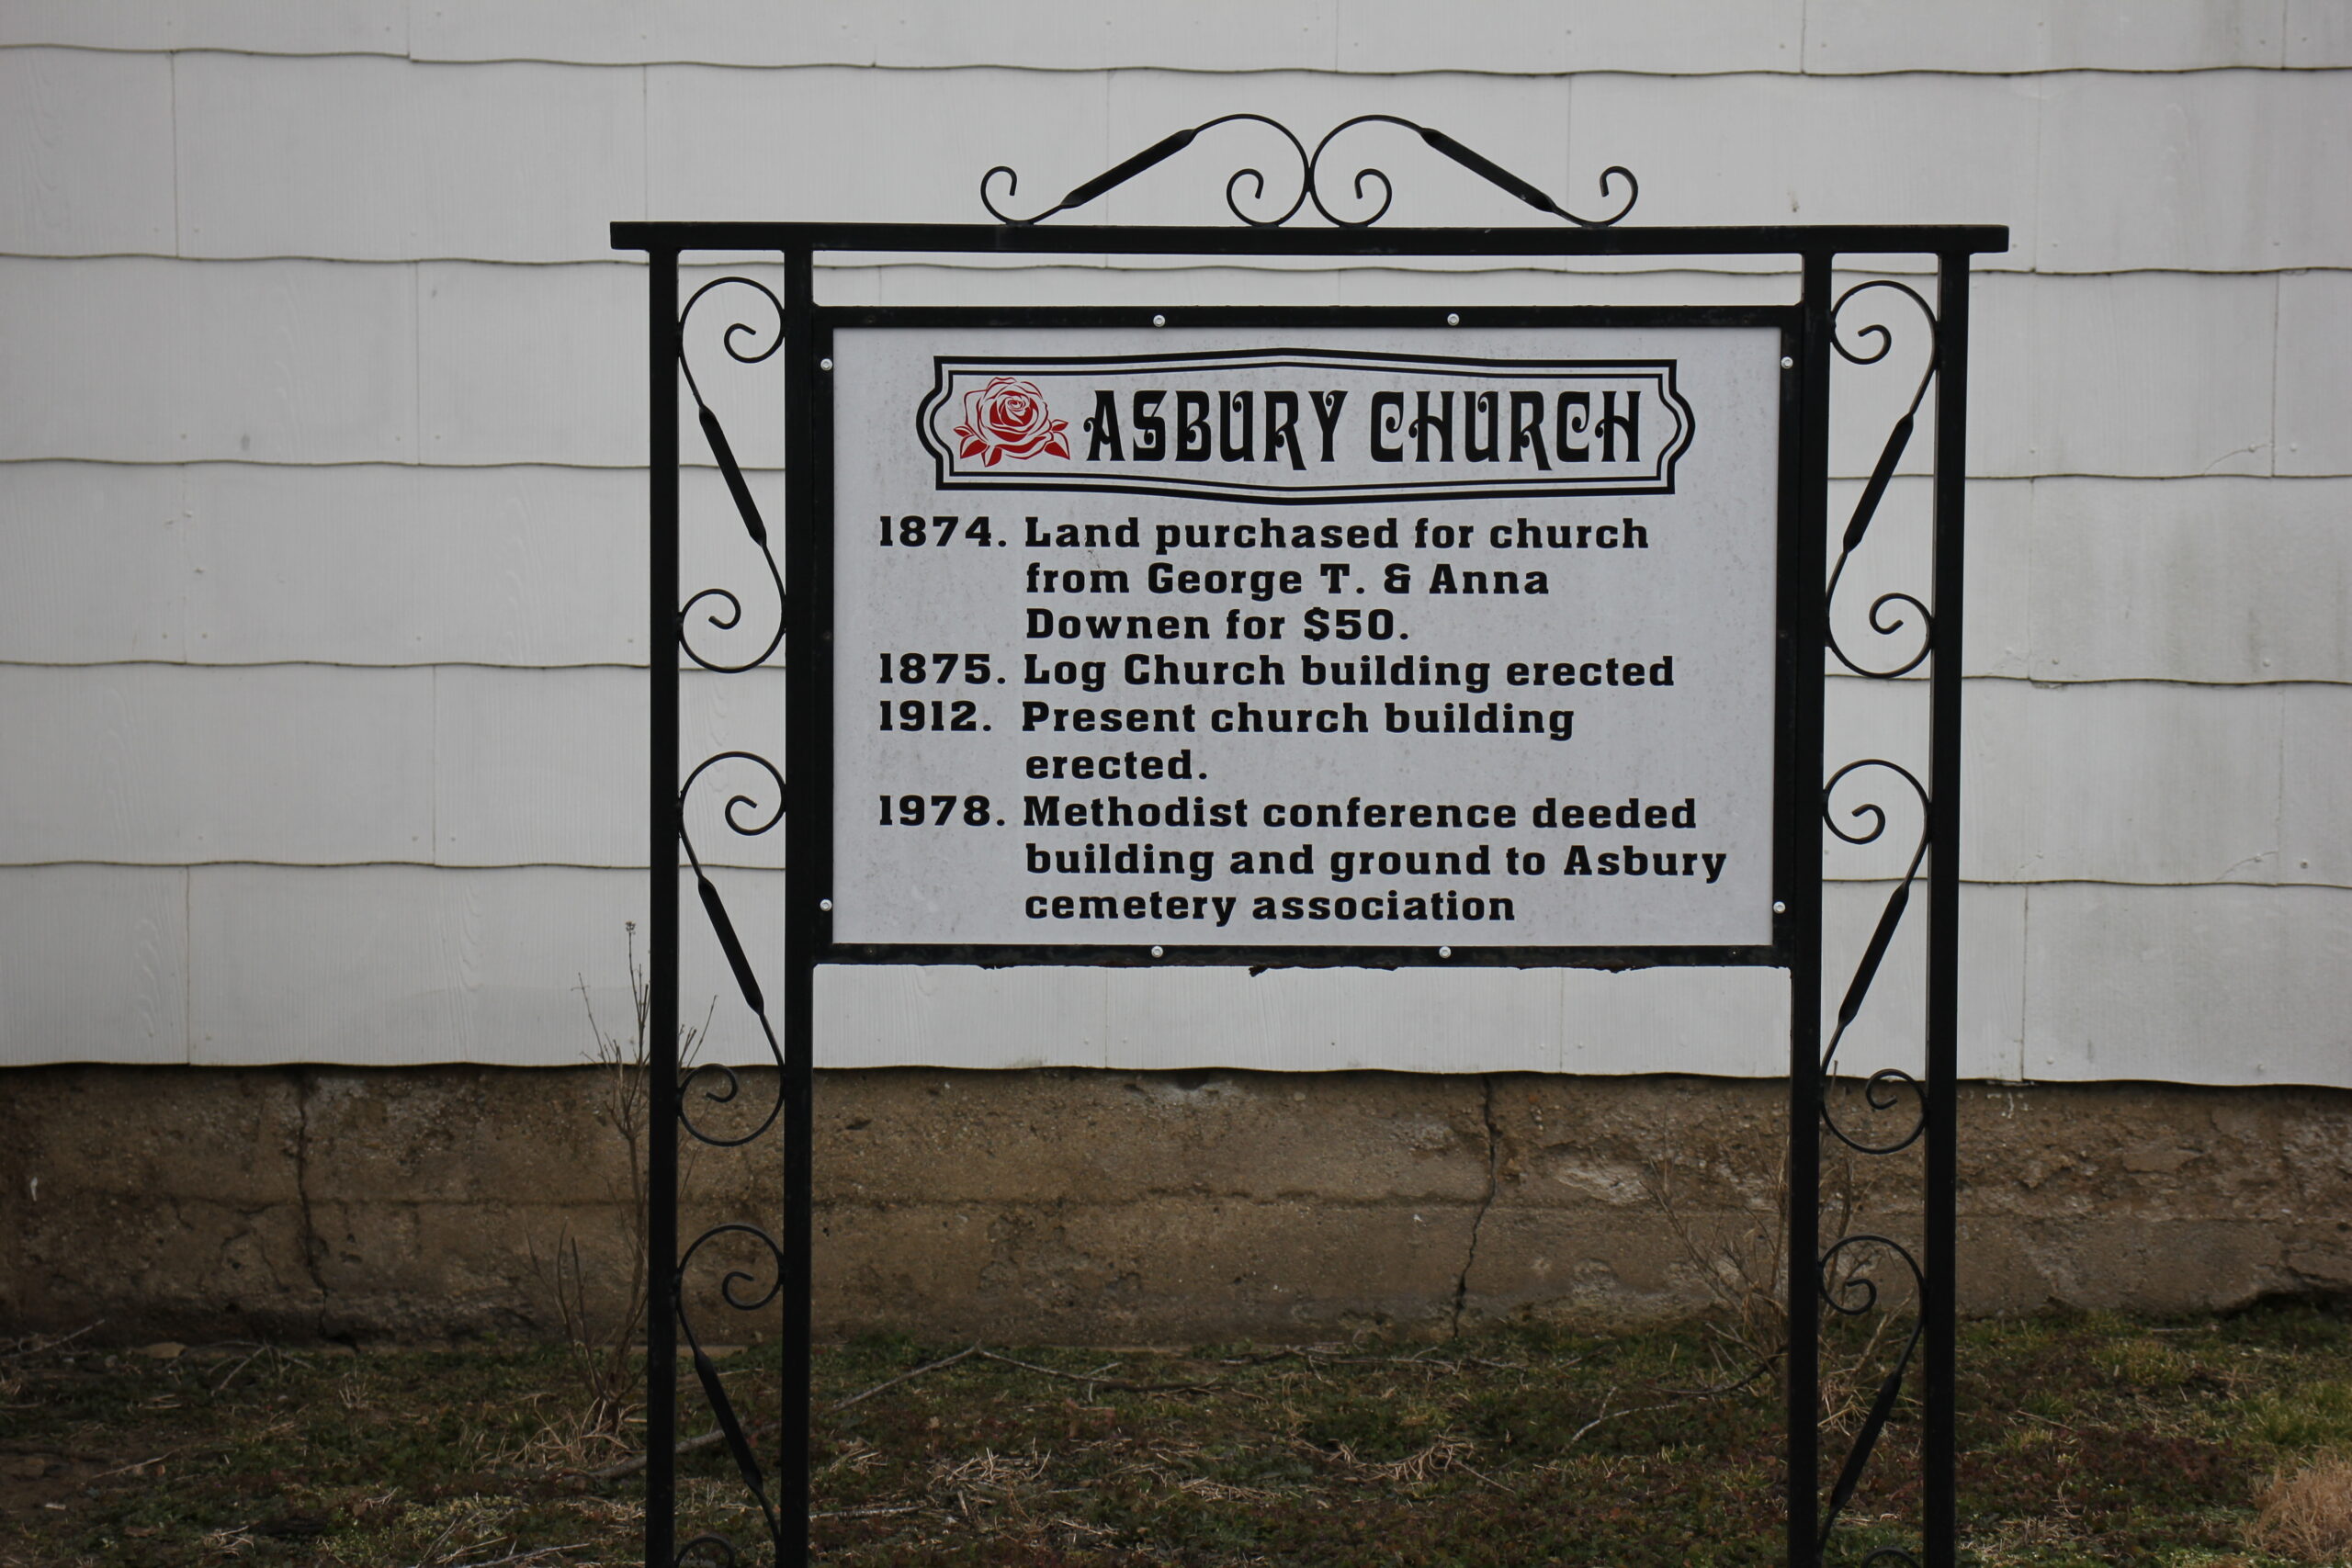 ASBURY CHURCH
1874. Land purchased for church
from George T. & Anna
Downen for $50.
1875. Log Church building erected
1912. Present church building
erected.
1978. Methodist conference deeded
building and ground to Asbury
cemetery association